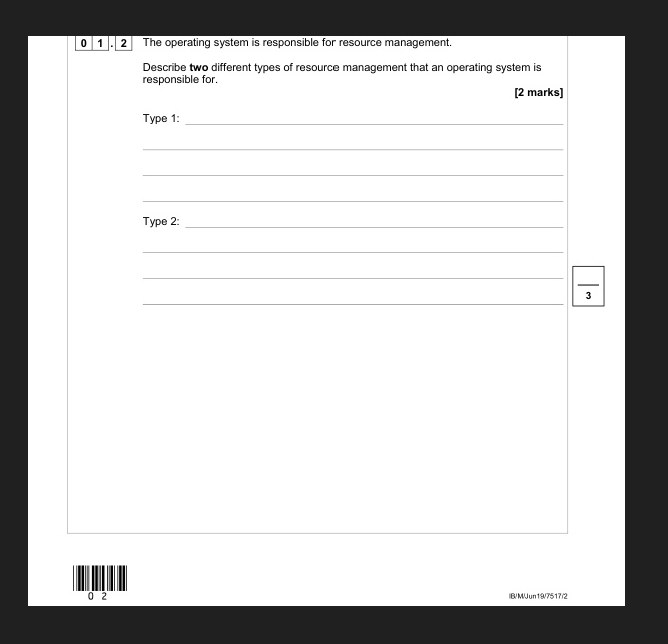 0 1 . 2 The operating system is responsible for resource management.
Describe two different types of resource management that an operating system is
responsible for.
[2 marks]
Type 1:
Type 2:
3
0 2
IB/M/Jun19/7517/2